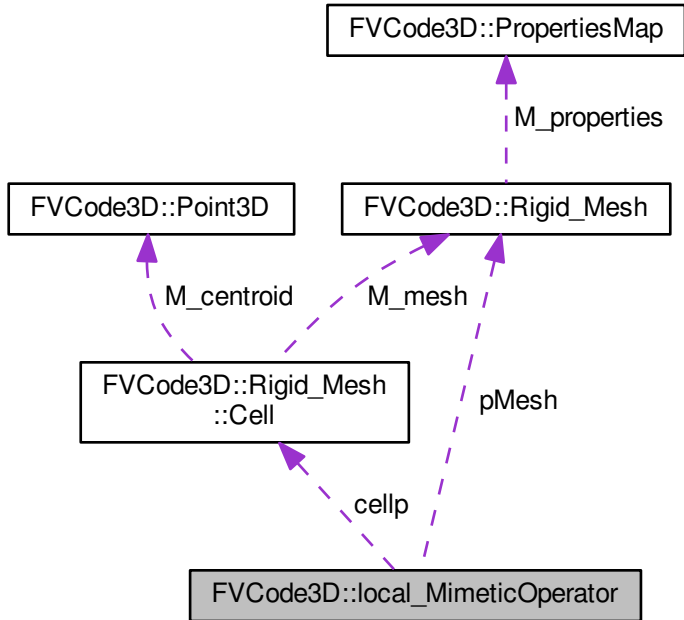 FVCode3D::PropertiesMap
M_properties
FVCode3D::Point3D
FVCode3D::Rigid_Mesh
M_centroid
M_mesh
FVCode3D::Rigid_Mesh
::Cell
pMesh
cellp
FVCode3D::local_MimeticOperator